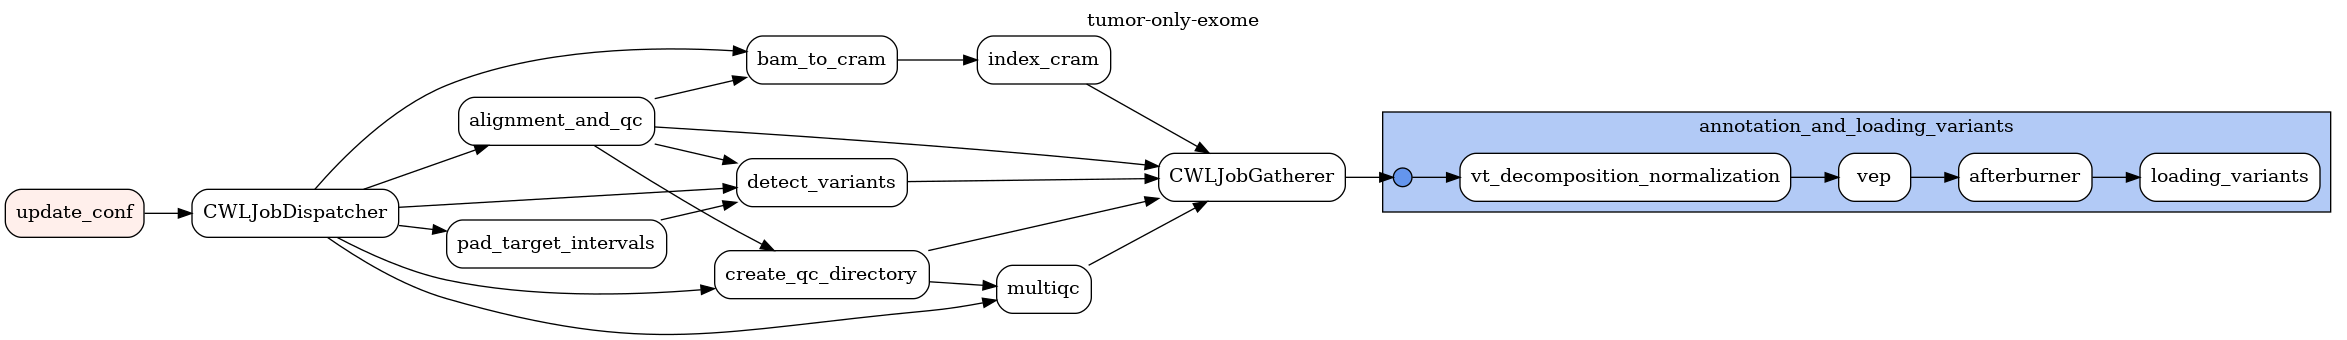 tumor-only-exome
update_conf
CWLJobDispatcher
alignment_and_qc
pad_target_intervals
bam_to_cram
detect_variants
create_qc_directory
index_cram
multiqc
CWLJobGatherer
annotation_and_loading_variants
vt_decomposition_normalization
vep
afterburner
loading_variants